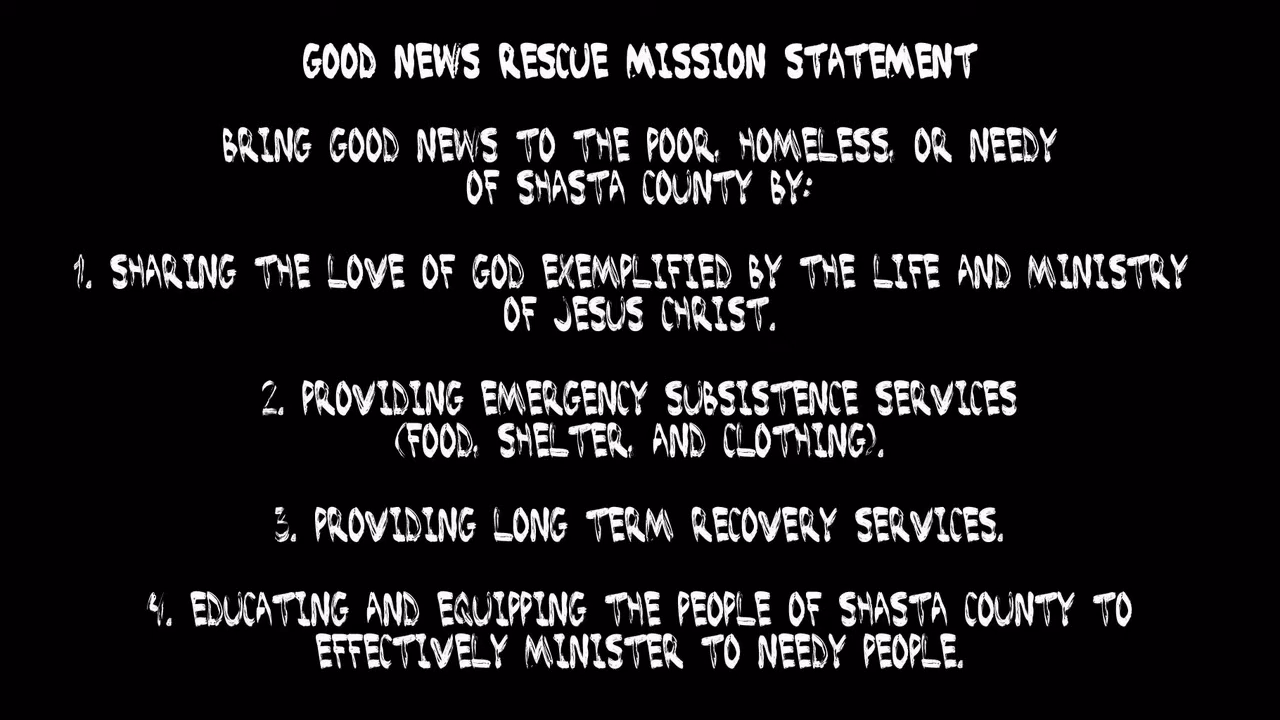 GOOD NEWS RESCUE MISSION STATEMENT
BRING GOOD NEWS TO THE POOR, HOMELESS, OR NEEDY
OF SHASTA COUNTY BY:
1. SHARING THE LOVE OF GOD EXEMPLIFIED BY THE LIFE AND MINISTRY
OF JESUS CHRIST.
2. PROVIDING EMERGENCY SUBSISTENCE SERVICES
(FOOD, SHELTER, AND CLOTHING).
3. PROVIDING LONG TERM RECOVERY SERVICES.
4. EDUCATING AND EQUIPPING THE PEOPLE OF SHASTA COUNTY TO
EFFECTIVELY MINISTER TO NEEDY PEOPLE.